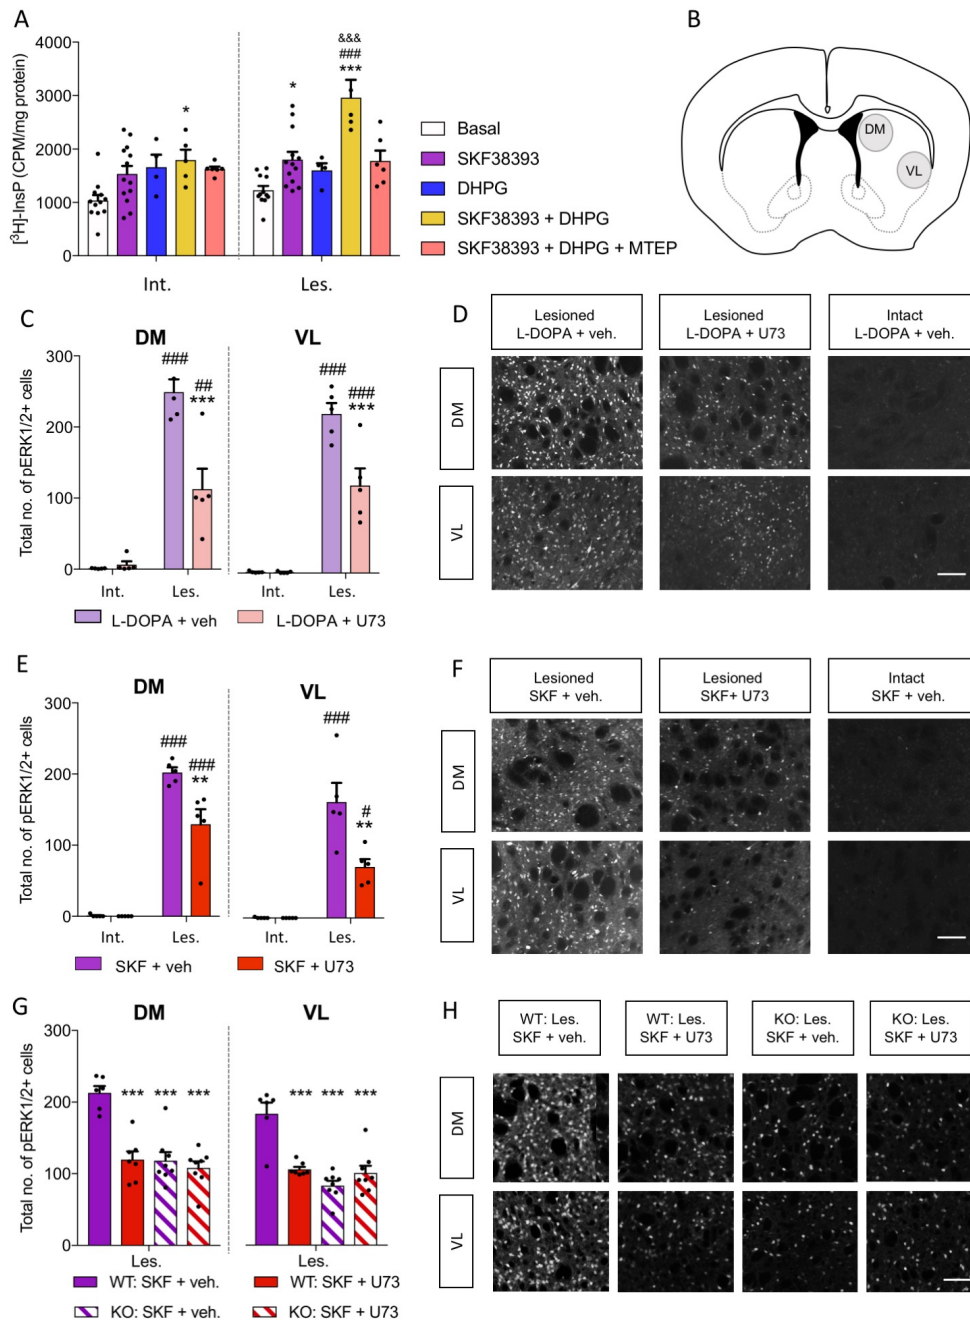 A
[³H]-InsP (CPM/mg protein)
4000
3000
2000
1000
0
*
*
&&&
###
***
Int.
Les.
Basal
SKF38393
DHPG
SKF38393 + DHPG
SKF38393 + DHPG + MTEP
B
DM
VL
C
DM
VL
Total no. of pERK1/2+ cells
300
200
100
0
###
##
***
###
###
***
Int.
Les.
Int.
Les.
L-DOPA + veh
L-DOPA + U73
D
Lesioned
L-DOPA + veh.
Lesioned
L-DOPA + U73
Intact
L-DOPA + veh.
DM
VL
E
DM
VL
Total no. of pERK1/2+ cells
300
200
100
0
###
###
**
###
#
**
Int.
Les.
Int.
Les.
SKF + veh
SKF + U73
F
Lesioned
SKF + veh.
Lesioned
SKF+ U73
Intact
SKF + veh.
DM
VL
G
DM
VL
Total no. of pERK1/2+ cells
300
200
100
0
*** *** ***
*** *** ***
Les.
Les.
WT: SKF + veh.
WT: SKF + U73
KO: SKF + veh.
KO: SKF + U73
H
WT: Les.
SKF + veh.
WT: Les.
SKF + U73
KO: Les.
SKF + veh.
KO: Les.
SKF + U73
DM
VL